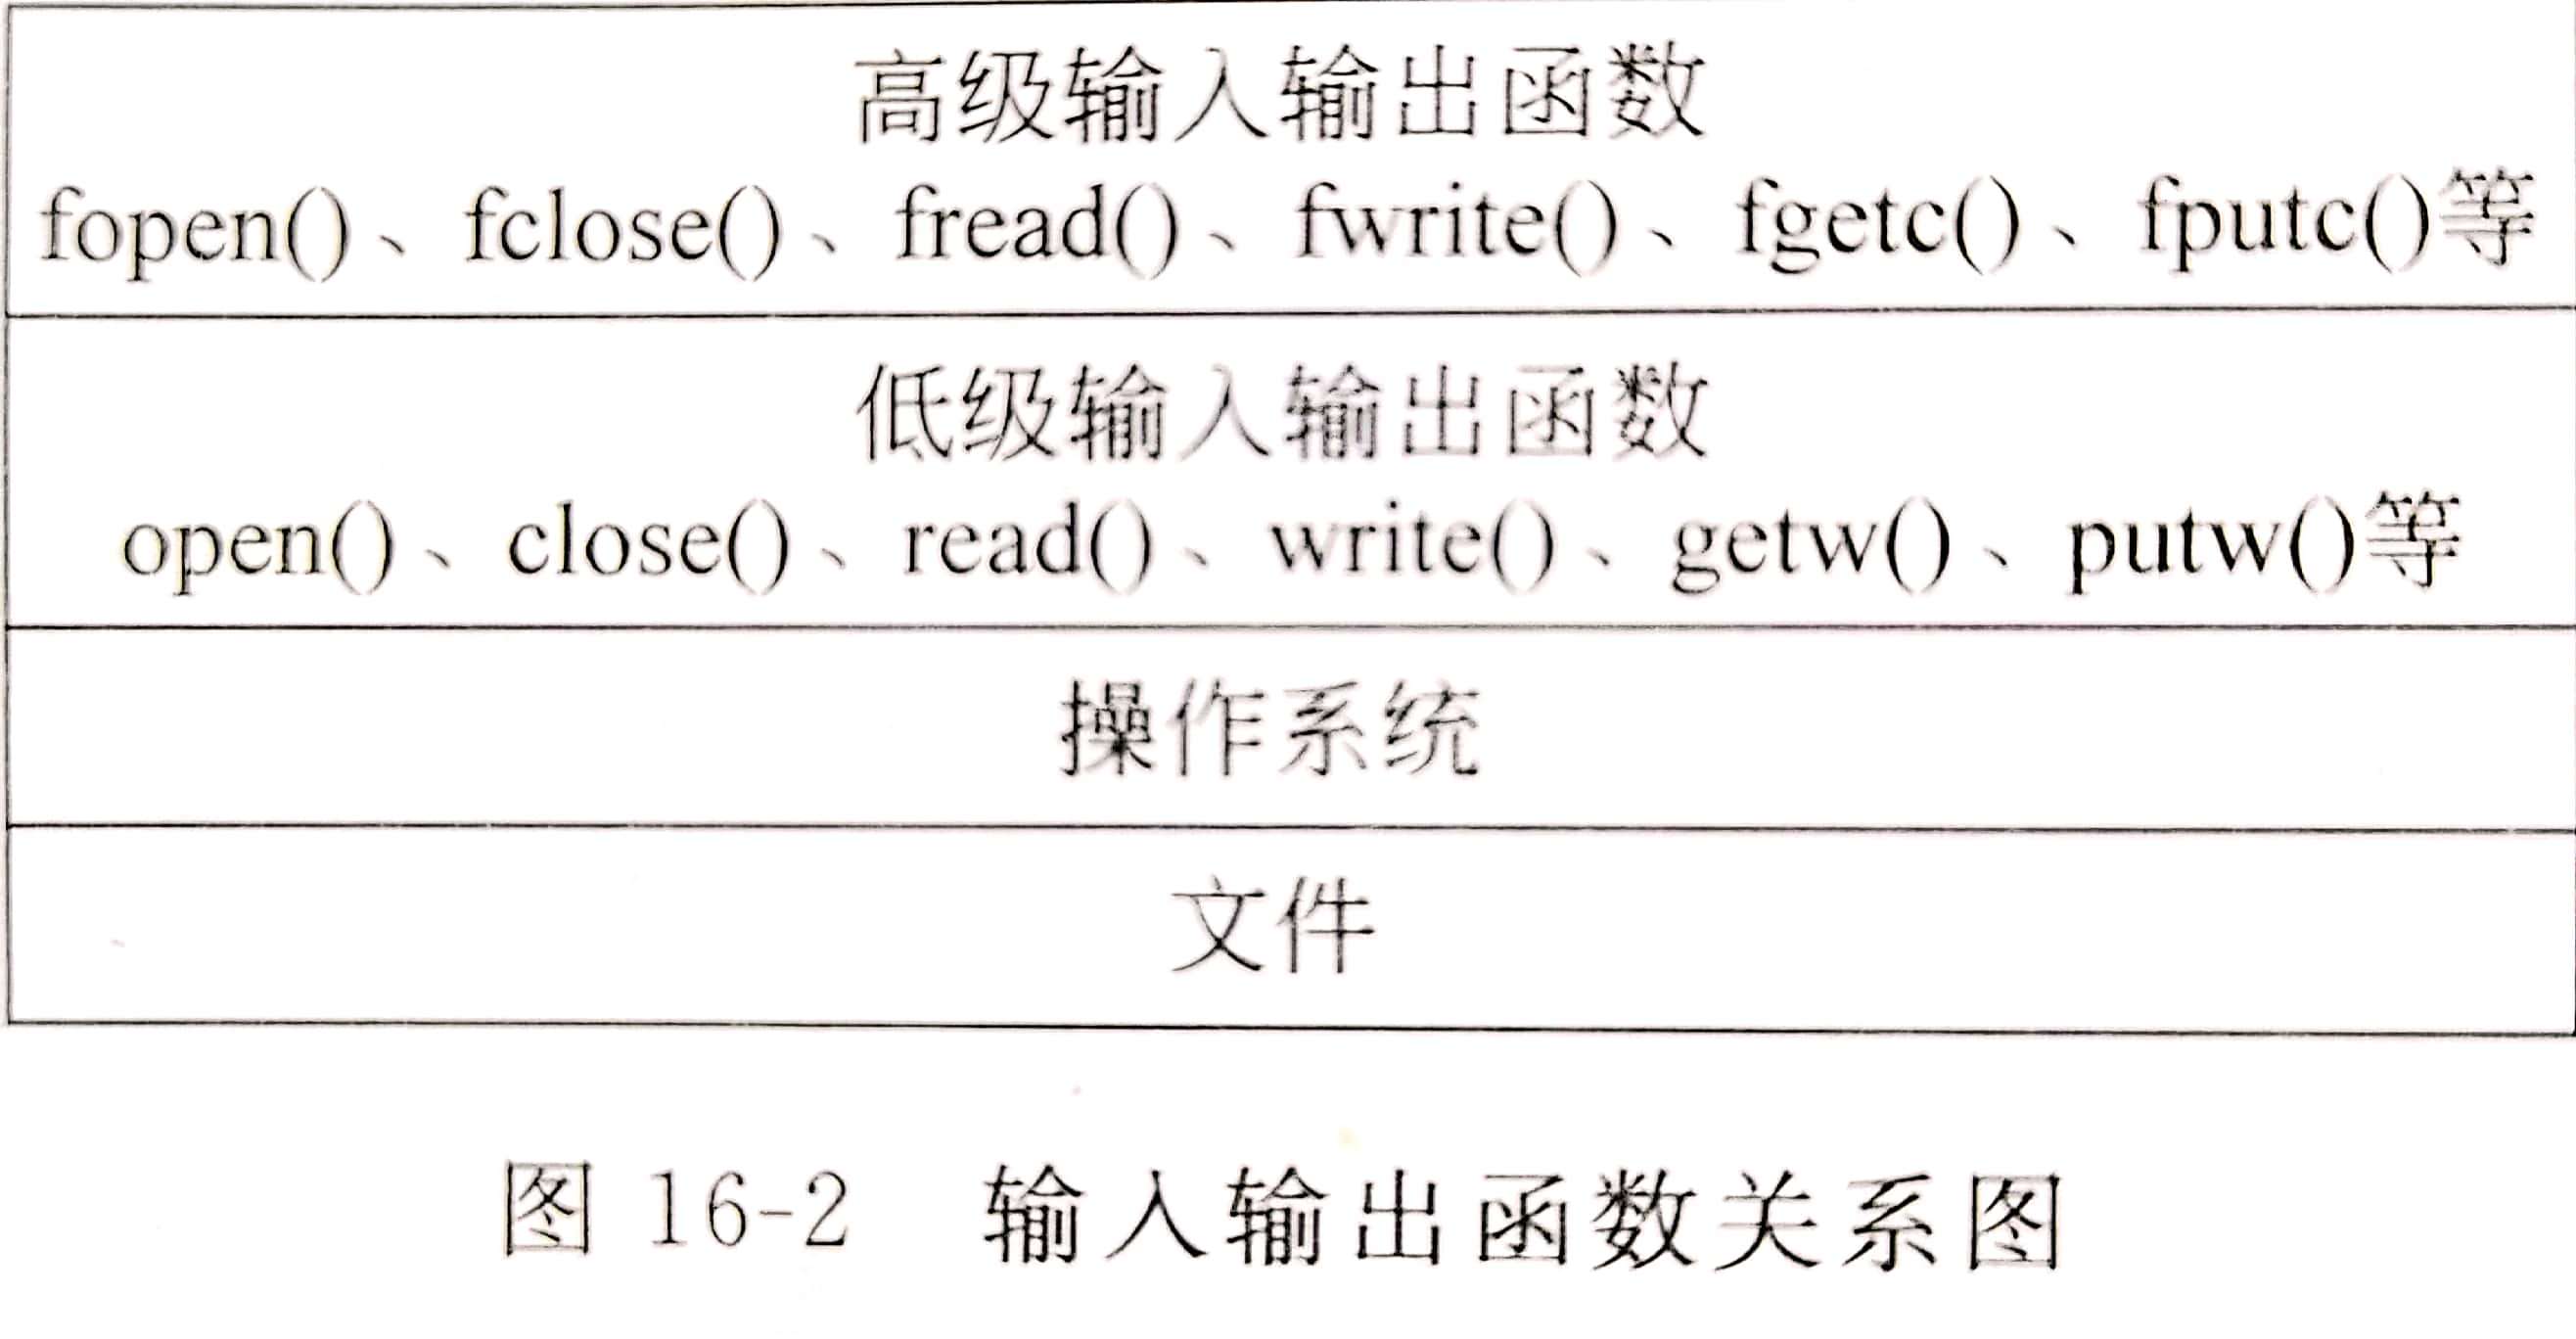 高级输入输出函数
fopen()、fclose()、fread()、fwrite()、fgetc()、fputc()等
低级输入输出函数
open()、close()、read()、write()、getw()、putw()等
操作系统
文件
图 16-2 输入输出函数关系图